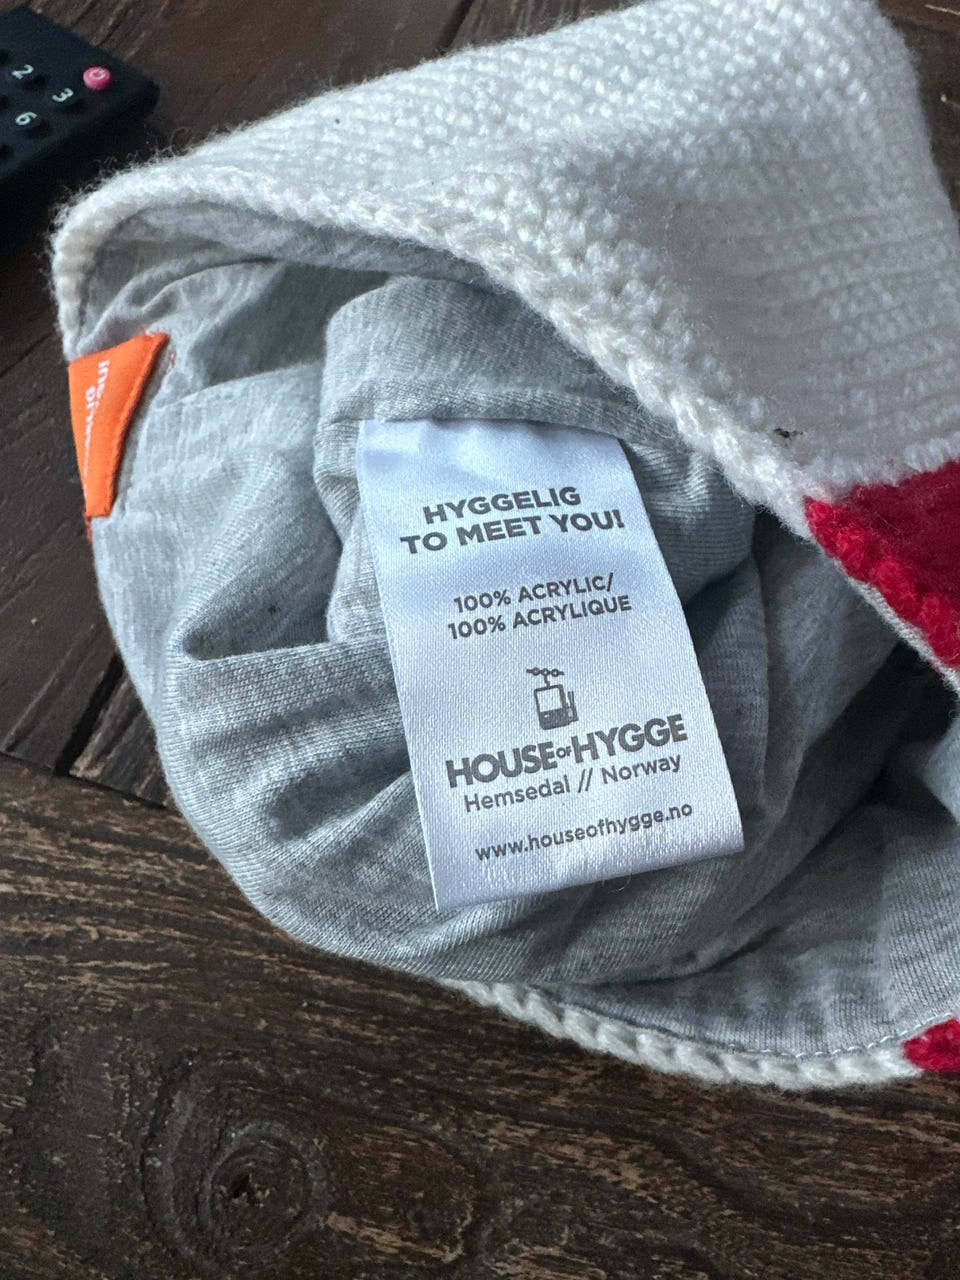 2
3
6
HYGGELIG
TO MEET YOU!
100% ACRYLIC/
100% ACRYLIQUE
HOUSE OF HYGGE
Hemsedal // Norway
www.houseofhygge.no